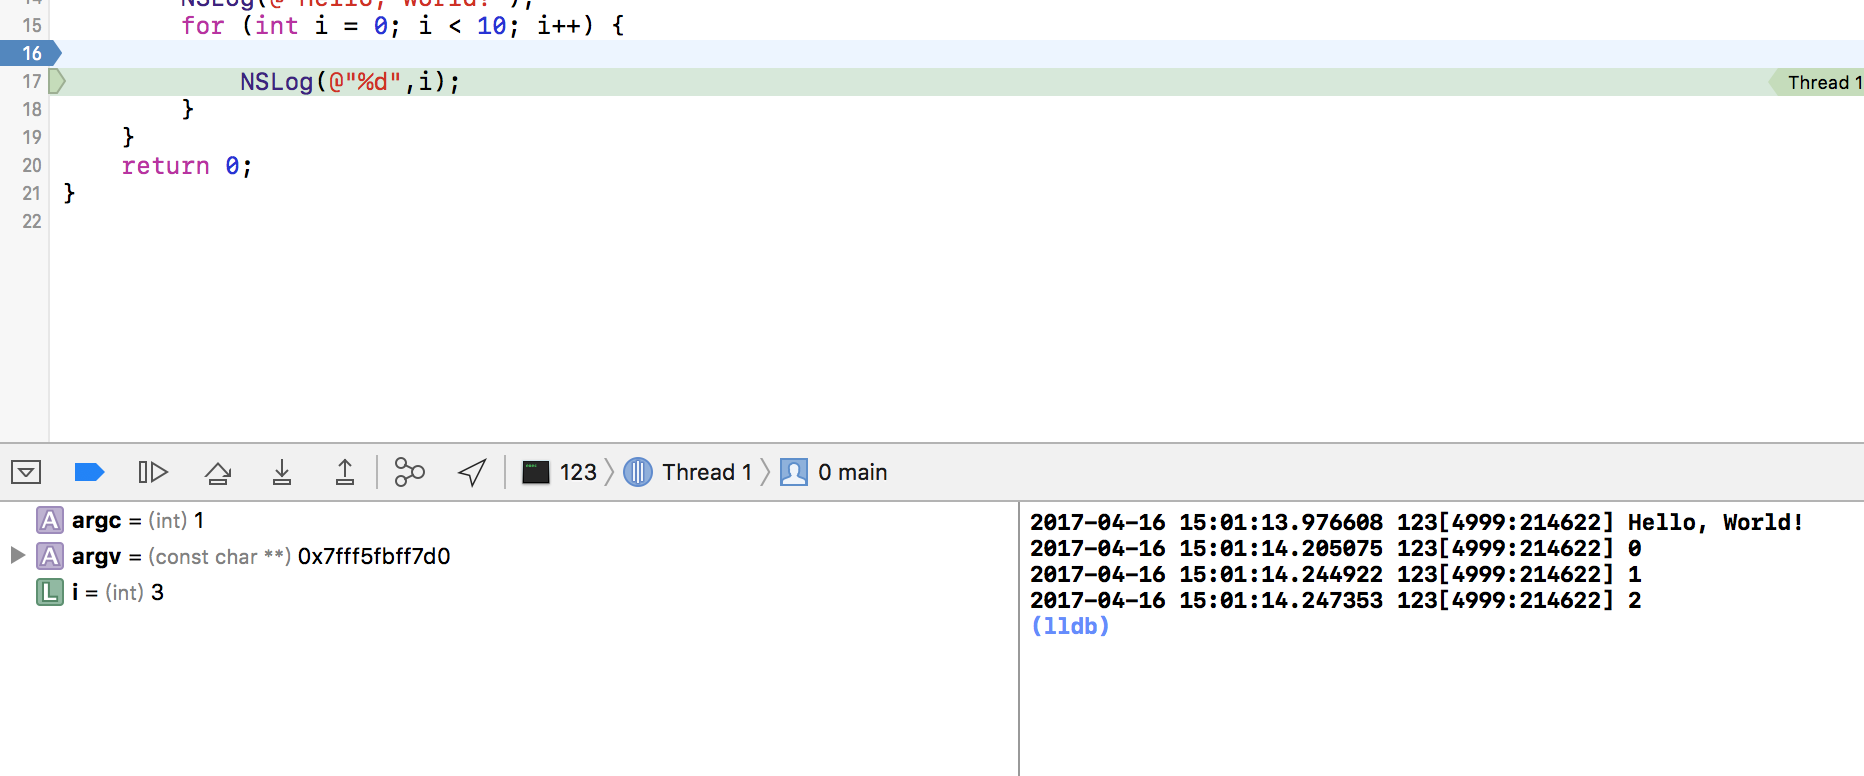 14 NSLog(@"Hello, World!");
15 for (int i = 0; i < 10; i++) {
16
17 NSLog(@"%d",i); Thread 1
18 }
19 }
20 return 0;
21 }
22
123 Thread 1 0 main
A argc = (int) 1
A argv = (const char **) 0x7fff5fbff7d0
L i = (int) 3
2017-04-16 15:01:13.976608 123[4999:214622] Hello, World!
2017-04-16 15:01:14.205075 123[4999:214622] 0
2017-04-16 15:01:14.244922 123[4999:214622] 1
2017-04-16 15:01:14.247353 123[4999:214622] 2
(lldb)